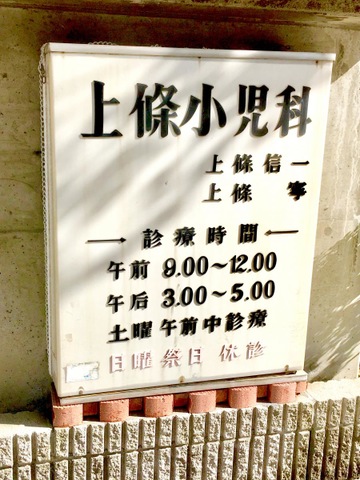 上條小児科
上條信一
上條 寧
診療時間
午前 9.00～12.00
午后 3.00～5.00
土曜午前中診療
日曜祭日 休診